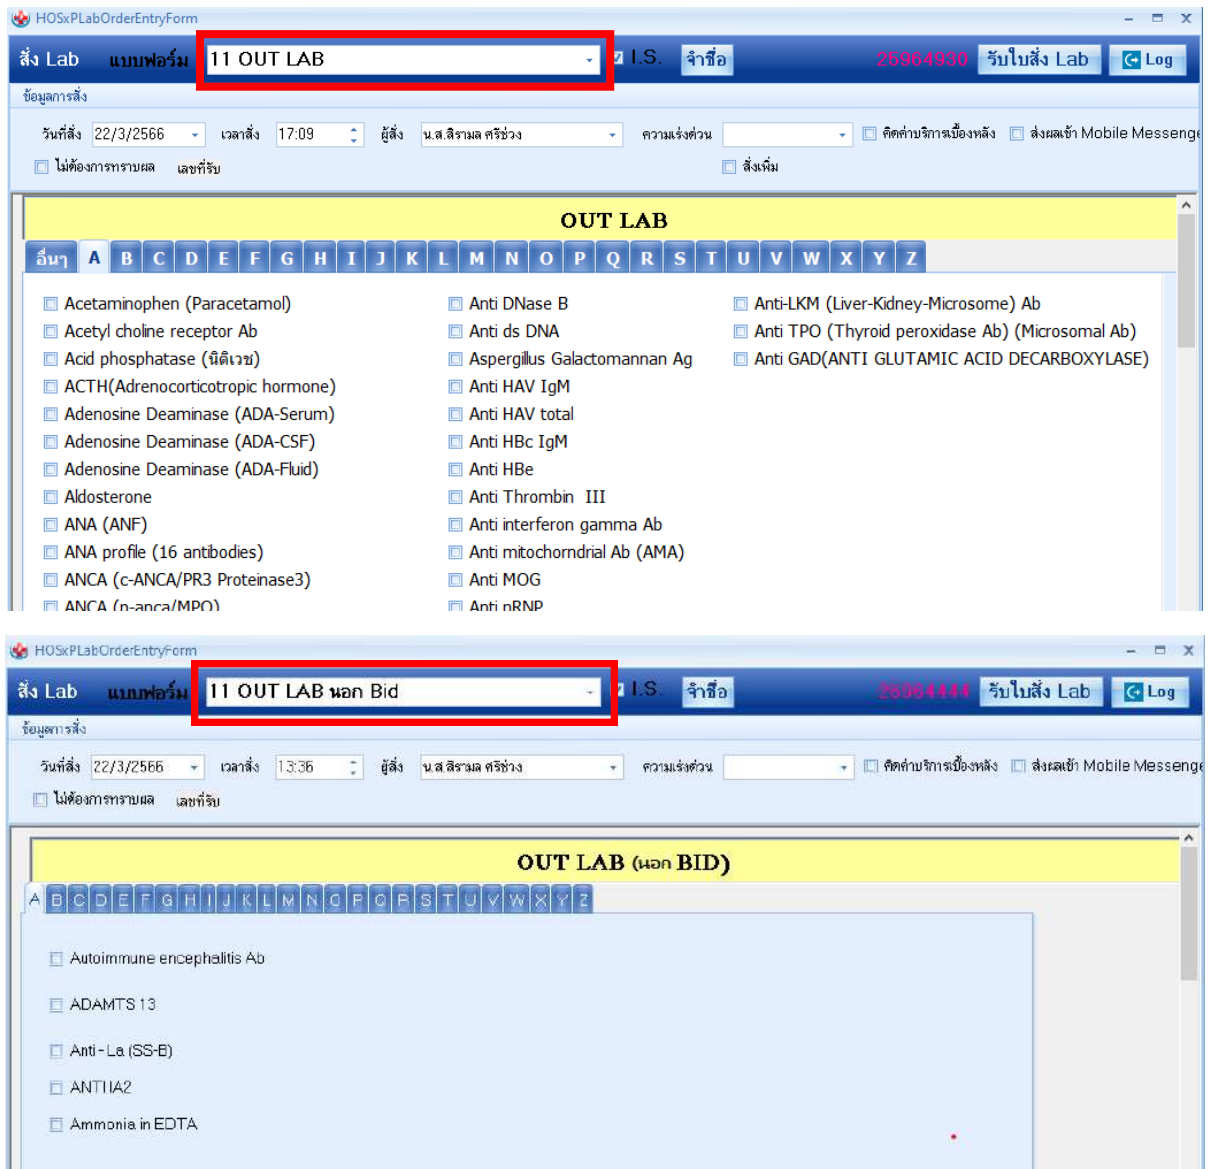 HOSxPLabOrderEntryForm
สั่ง Lab แบบฟอร์ม 11 OUT LAB I.S. จำชื่อ 25964930 รับใบสั่ง Lab Log
ข้อมูลการสั่ง
วันที่สั่ง 22/3/2566 เวลาสั่ง 17:09 ผู้สั่ง น.ส.สิรามล ศรีช่วง ความเร่งด่วน คิดค่าบริการเบื้องหลัง ส่งผลเข้า Mobile Messenge
ไม่ต้องการทราบผล เลขที่รับ สั่งเพิ่ม
OUT LAB
อื่นๆ A B C D E F G H I J K L M N O P Q R S T U V W X Y Z
Acetaminophen (Paracetamol) Anti DNase B Anti-LKM (Liver-Kidney-Microsome) Ab
Acetyl choline receptor Ab Anti ds DNA Anti TPO (Thyroid peroxidase Ab) (Microsomal Ab)
Acid phosphatase (นิติเวช) Aspergillus Galactomannan Ag Anti GAD(ANTI GLUTAMIC ACID DECARBOXYLASE)
ACTH(Adrenocorticotropic hormone) Anti HAV IgM
Adenosine Deaminase (ADA-Serum) Anti HAV total
Adenosine Deaminase (ADA-CSF) Anti HBc IgM
Adenosine Deaminase (ADA-Fluid) Anti HBe
Aldosterone Anti Thrombin III
ANA (ANF) Anti interferon gamma Ab
ANA profile (16 antibodies) Anti mitochorndrial Ab (AMA)
ANCA (c-ANCA/PR3 Proteinase3) Anti MOG
ANCA (p-anca/MPO) Anti nRNP
HOSxPLabOrderEntryForm
สั่ง Lab แบบฟอร์ม 11 OUT LAB นอก Bid I.S. จำชื่อ รับใบสั่ง Lab Log
ข้อมูลการสั่ง
วันที่สั่ง 22/3/2566 เวลาสั่ง 13:36 ผู้สั่ง น.ส.สิรามล ศรีช่วง ความเร่งด่วน คิดค่าบริการเบื้องหลัง ส่งผลเข้า Mobile Messenge
ไม่ต้องการทราบผล เลขที่รับ
OUT LAB (นอก BID)
A B C D E F G H I J K L M N O P Q R S T U V W X Y Z
Autoimmune encephalitis Ab
ADAMTS 13
Anti-La (SS-B)
ANTI IA2
Ammonia in EDTA